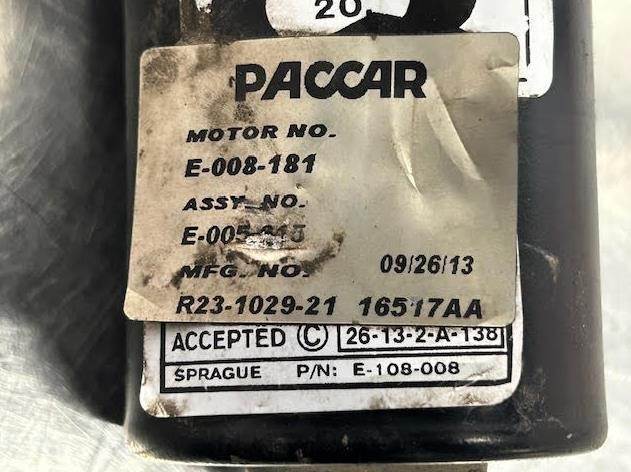 20
PACCAR
MOTOR NO.
E-008-181
ASSY. NO.
MFG. NO. 09/26/13
R23-1029-21 16517AA
ACCEPTED © 26-13-2-A-138
SPRAGUE P/N: E-108-008